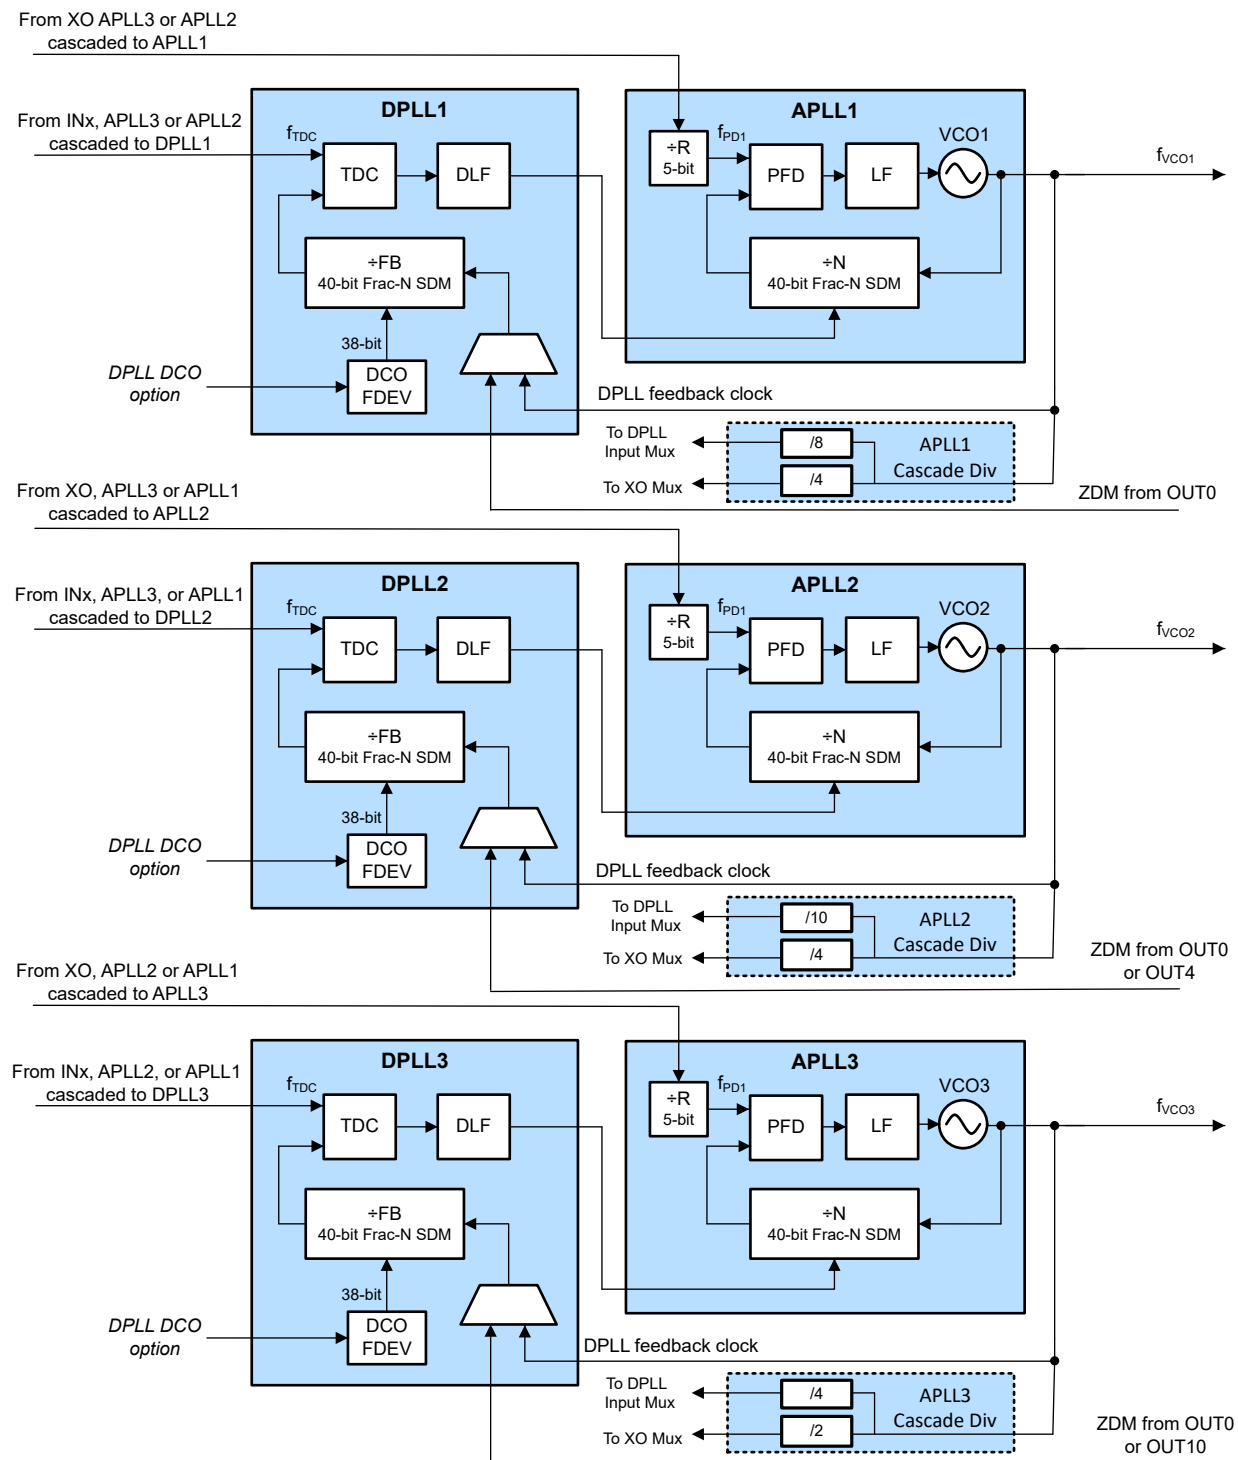 From XO APLL3 or APLL2
cascaded to APLL1
DPLL1
APLL1
From INx, APLL3 or APLL2
cascaded to DPLL1
fTDC
TDC
DLF
÷R
5-bit
fPD1
PFD
LF
VCO1
fVCO1
÷FB
40-bit Frac-N SDM
÷N
40-bit Frac-N SDM
38-bit
DPLL DCO
option
DCO
FDEV
DPLL feedback clock
To DPLL
Input Mux
/8
APLL1
Cascade Div
To XO Mux
/4
ZDM from OUT0
From XO, APLL3 or APLL1
cascaded to APLL2
DPLL2
APLL2
From INx, APLL3, or APLL1
cascaded to DPLL2
fTDC
TDC
DLF
÷R
5-bit
fPD1
PFD
LF
VCO2
fVCO2
÷FB
40-bit Frac-N SDM
÷N
40-bit Frac-N SDM
38-bit
DPLL DCO
option
DCO
FDEV
DPLL feedback clock
To DPLL
Input Mux
/10
APLL2
Cascade Div
To XO Mux
/4
ZDM from OUT0
or OUT4
From XO, APLL2 or APLL1
cascaded to APLL3
DPLL3
APLL3
From INx, APLL2, or APLL1
cascaded to DPLL3
fTDC
TDC
DLF
÷R
5-bit
fPD1
PFD
LF
VCO3
fVCO3
÷FB
40-bit Frac-N SDM
÷N
40-bit Frac-N SDM
38-bit
DPLL DCO
option
DCO
FDEV
DPLL feedback clock
To DPLL
Input Mux
/4
APLL3
Cascade Div
To XO Mux
/2
ZDM from OUT0
or OUT10